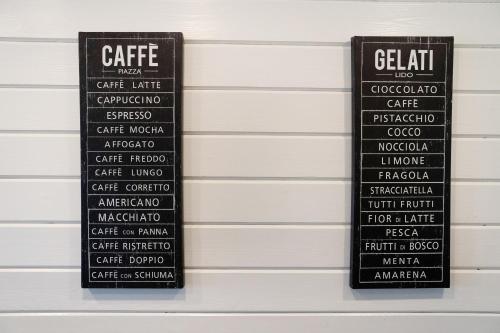 CAFFÈ
PIAZZA
CAFFÈ LATTE
CAPPUCCINO
ESPRESSO
CAFFÈ MOCHA
AFFOGATO
CAFFÈ FREDDO
CAFFÈ LUNGO
CAFFÈ CORRETTO
AMERICANO
MACCHIATO
CAFFÈ CON PANNA
CAFFÈ RISTRETTO
CAFFÈ DOPPIO
CAFFÈ CON SCHIUMA
GELATI
LIDO
CIOCCOLATO
CAFFÈ
PISTACCHIO
COCCO
NOCCIOLA
LIMONE
FRAGOLA
STRACCIATELLA
TUTTI FRUTTI
FIOR DI LATTE
PESCA
FRUTTI DI BOSCO
MENTA
AMARENA